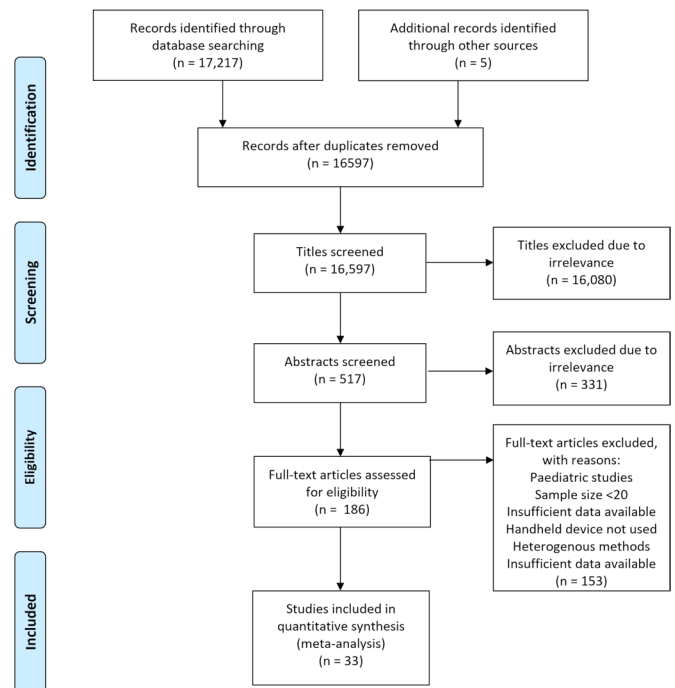 Records identified through
database searching
(n = 17,217)
Additional records identified
through other sources
(n = 5)
Identification
Records after duplicates removed
(n = 16597)
Screening
Titles screened
(n = 16,597)
Titles excluded due to
irrelevance
(n = 16,080)
Abstracts screened
(n = 517)
Abstracts excluded due to
irrelevance
(n = 331)
Eligibility
Full-text articles assessed
for eligibility
(n = 186)
Full-text articles excluded,
with reasons:
Paediatric studies
Sample size <20
Insufficient data available
Handheld device not used
Heterogenous methods
Insufficient data available
(n = 153)
Included
Studies included in
quantitative synthesis
(meta-analysis)
(n = 33)